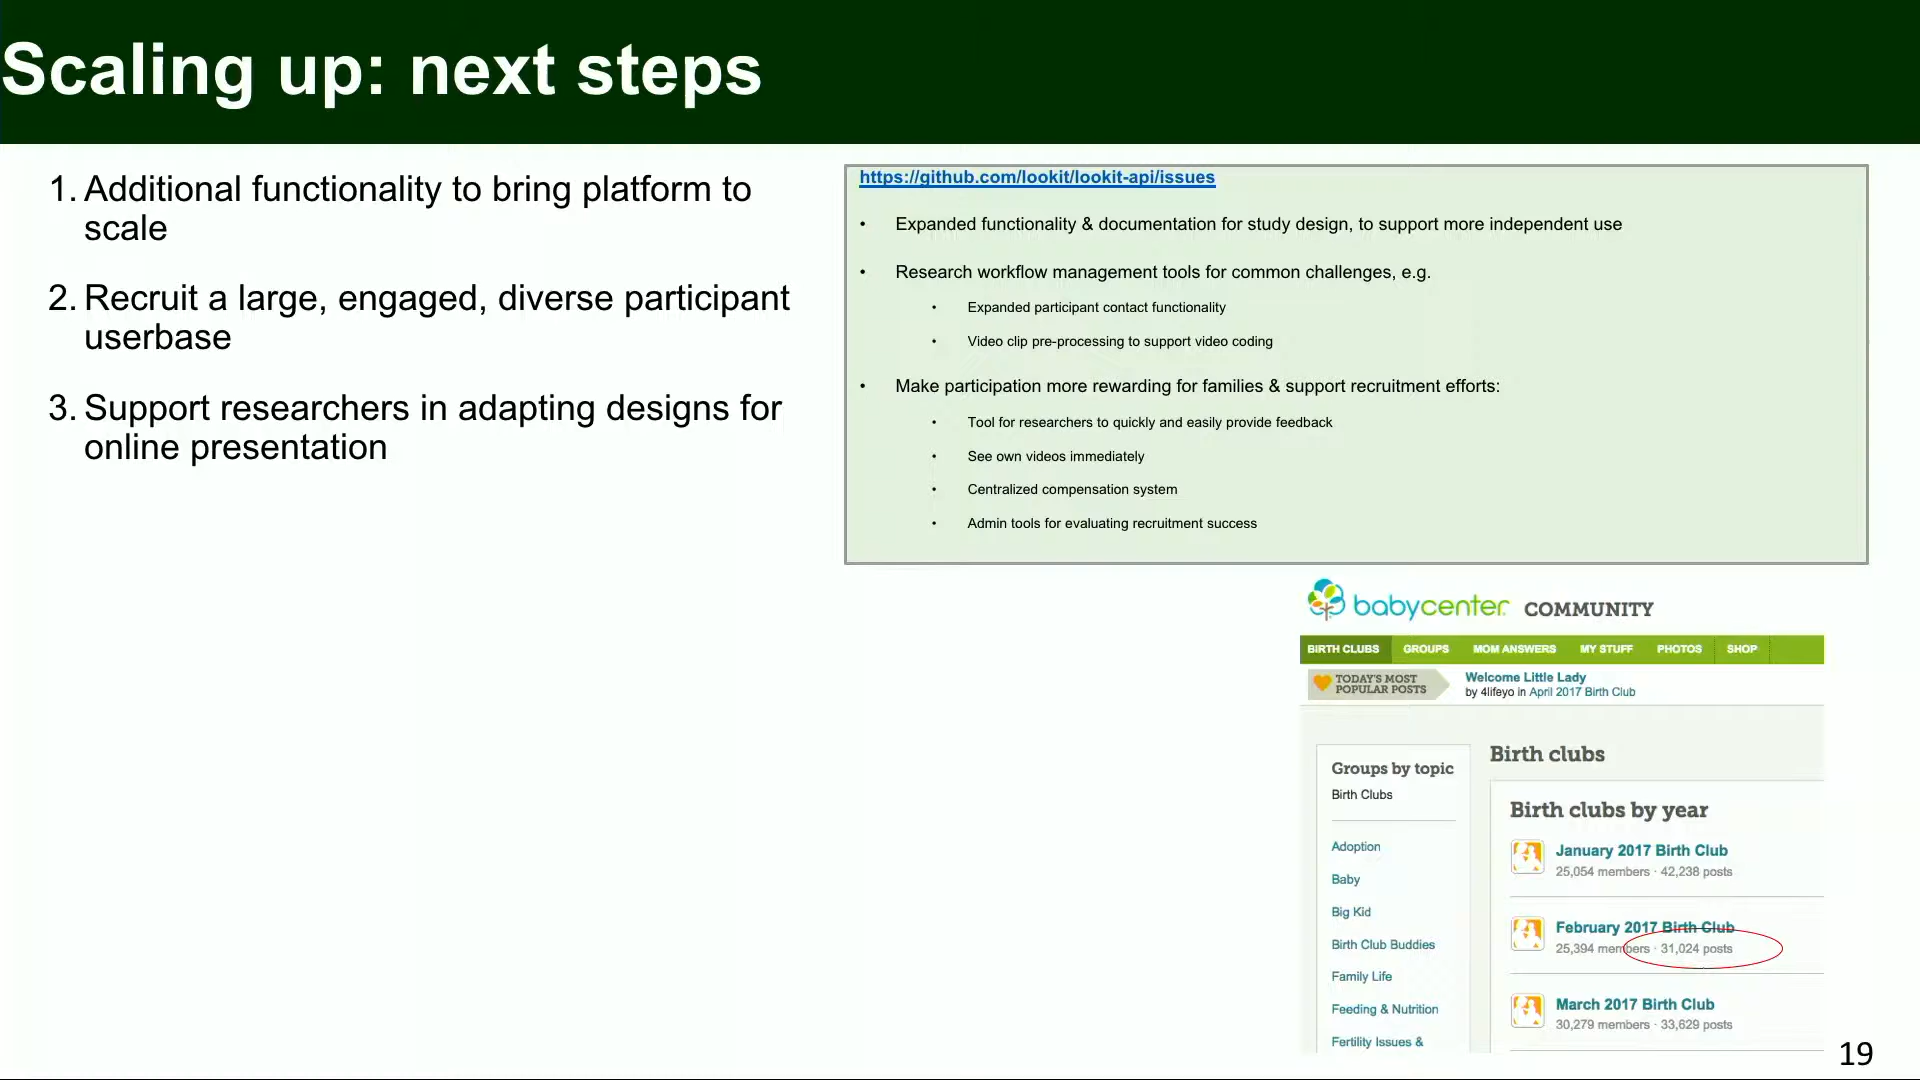 Scaling up: next steps
1. Additional functionality to bring platform to
scale
2. Recruit a large, engaged, diverse participant
userbase
3. Support researchers in adapting designs for
online presentation
https://github.com/lookit/lookit-api/issues
• Expanded functionality & documentation for study design, to support more independent use
• Research workflow management tools for common challenges, e.g.
• Expanded participant contact functionality
• Video clip pre-processing to support video coding
• Make participation more rewarding for families & support recruitment efforts:
• Tool for researchers to quickly and easily provide feedback
• See own videos immediately
• Centralized compensation system
• Admin tools for evaluating recruitment success
babycenter COMMUNITY
BIRTH CLUBS GROUPS MOM ANSWERS MY STUFF PHOTOS SHOP
TODAY'S MOST
POPULAR POSTS
Welcome Little Lady
by 4lifeyo in April 2017 Birth Club
Groups by topic
Birth Clubs
Adoption
Baby
Big Kid
Birth Club Buddies
Family Life
Feeding & Nutrition
Fertility Issues &
Birth clubs
Birth clubs by year
January 2017 Birth Club
25,054 members · 42,238 posts
February 2017 Birth Club
25,394 members · 31,024 posts
March 2017 Birth Club
30,279 members · 33,629 posts
19